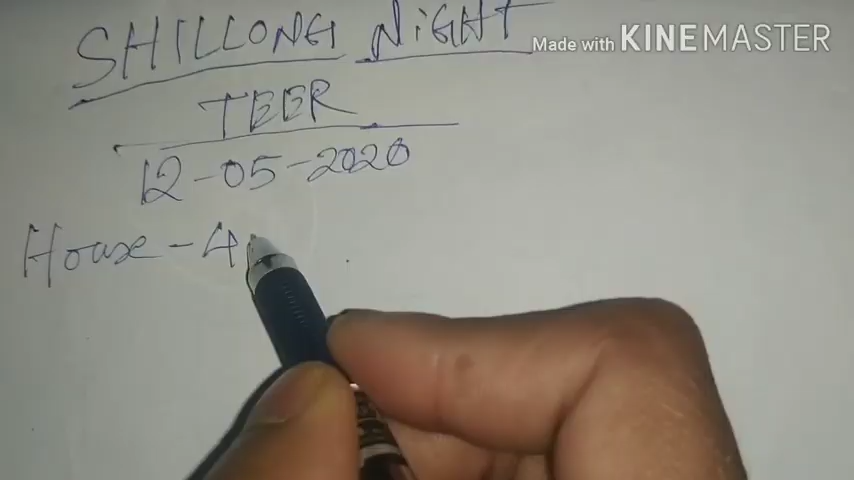 SHILLONG NIGHT
Made with KINEMASTER
TEER
12-05-2020
House - 4